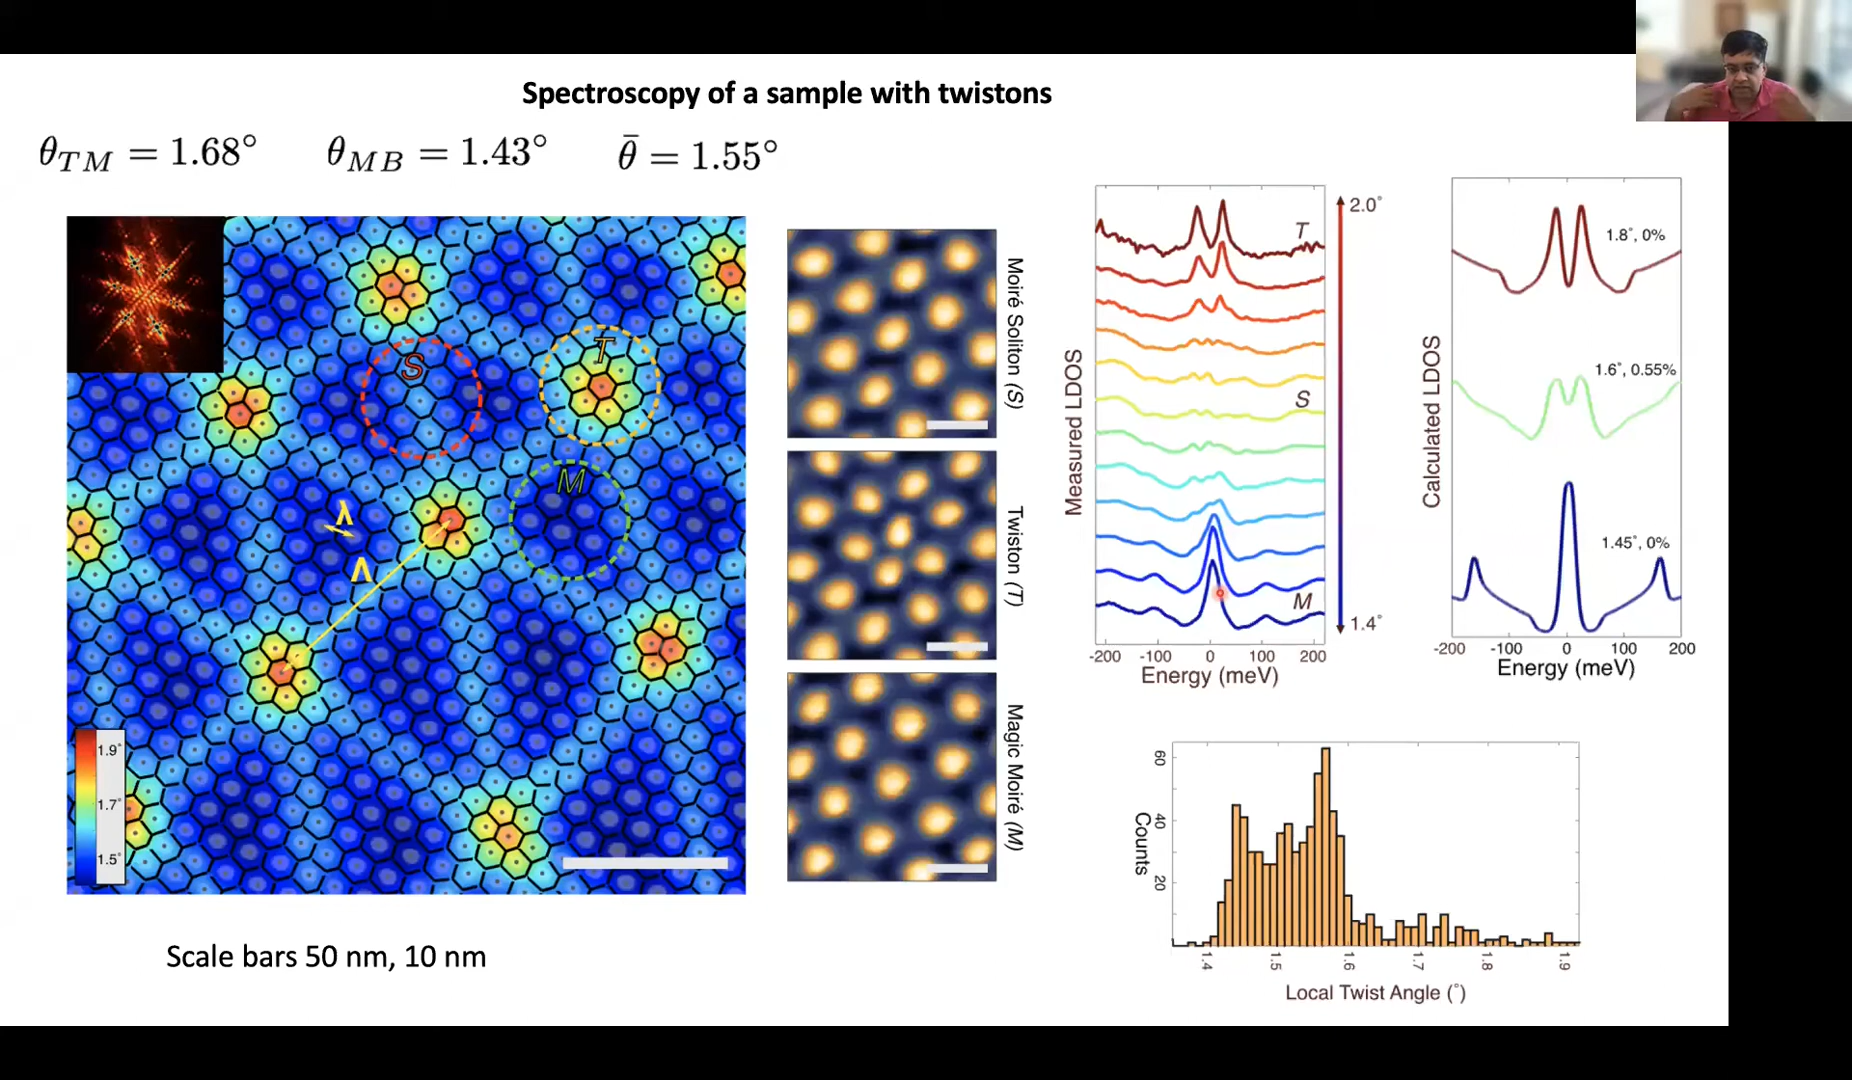 Spectroscopy of a sample with twistons
θTM = 1.68° θMB = 1.43° θ̄ = 1.55°
S
T
M
λ
Λ
1.9°
1.7°
1.5°
Scale bars 50 nm, 10 nm
Moiré Soliton (S)
Twiston (T)
Magic Moiré (M)
Measured LDOS
T
S
M
2.0°
1.4°
-200 -100 0 100 200
Energy (meV)
Calculated LDOS
1.8°, 0%
1.6°, 0.55%
1.45°, 0%
-200 -100 0 100 200
Energy (meV)
Counts
60
40
20
1.4 1.5 1.6 1.7 1.8 1.9
Local Twist Angle (°)